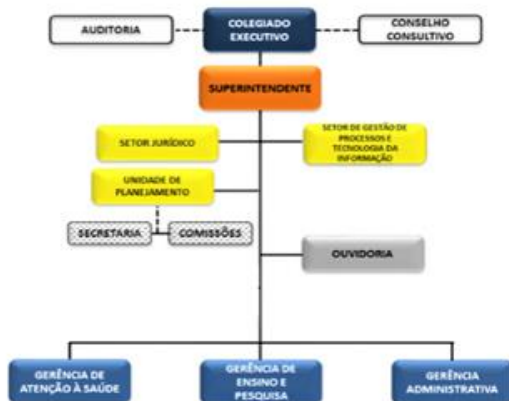 AUDITORIA
COLEGIADO
EXECUTIVO
CONSELHO
CONSULTIVO
SUPERINTENDENTE
SETOR JURÍDICO
SETOR DE GESTÃO DE
PROCESSOS E
TECNOLOGIA DA
INFORMAÇÃO
UNIDADE DE
PLANEJAMENTO
SECRETARIA
COMISSÕES
OUVIDORIA
GERÊNCIA DE
ATENÇÃO À SAÚDE
GERÊNCIA DE
ENSINO E
PESQUISA
GERÊNCIA
ADMINISTRATIVA